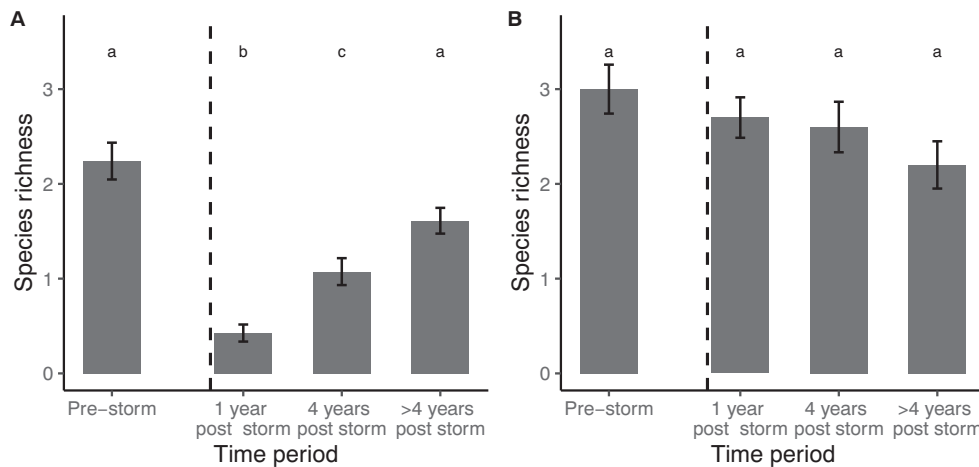 A
a
b
c
a
Species richness
3
2
1
0
Pre−storm
1 year
post storm
4 years
post storm
>4 years
post storm
Time period
B
a
a
a
a
Species richness
3
2
1
0
Pre−storm
1 year
post storm
4 years
post storm
>4 years
post storm
Time period